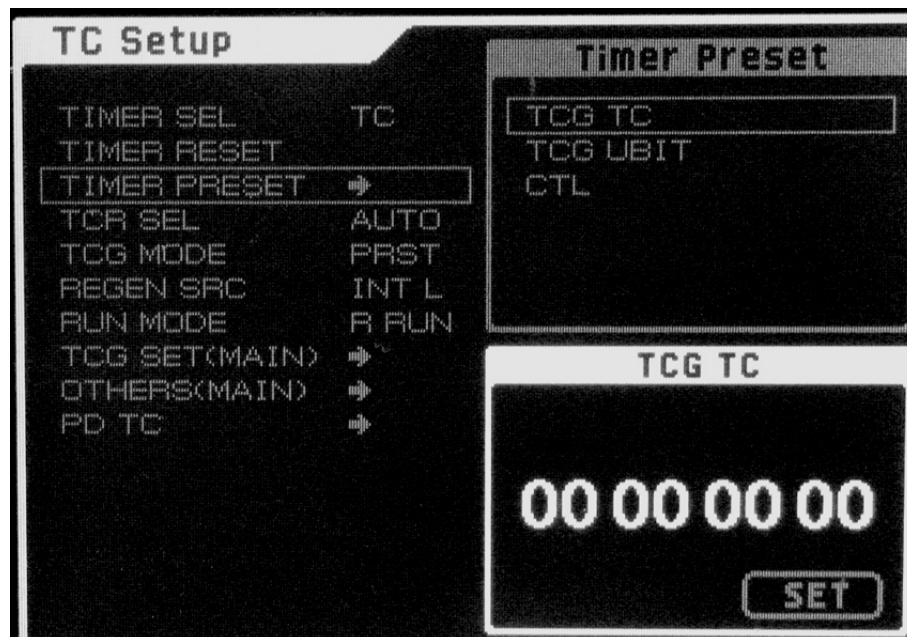 TC Setup
TIMER SEL TC
TIMER RESET
TIMER PRESET
TCR SEL AUTO
TCG MODE PRST
REGEN SRC INT L
RUN MODE R RUN
TCG SET(MAIN)
OTHERS(MAIN)
PD TC
Timer Preset
TCG TC
TCG UBIT
CTL
TCG TC
00 00 00 00
SET